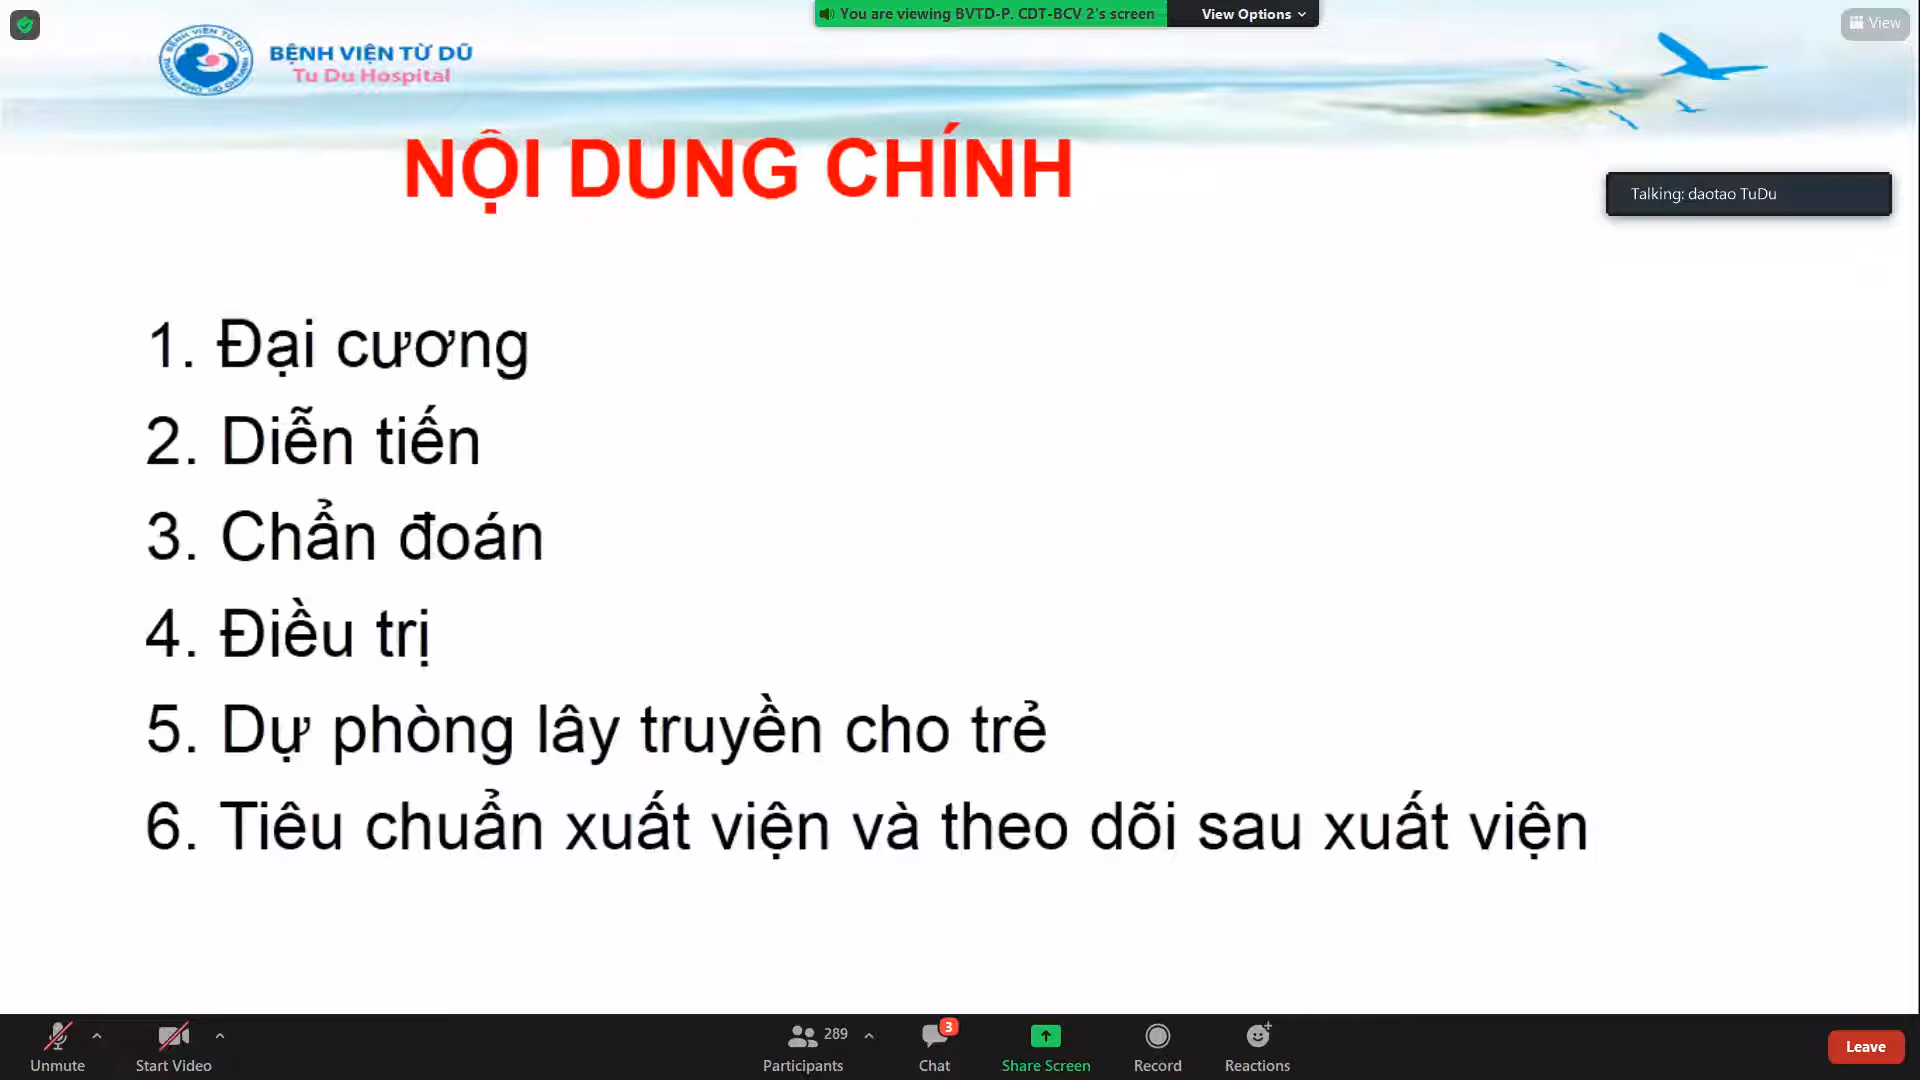 You are viewing BVTD-P. CDT-BCV 2's screen
View Options
View
BỆNH VIỆN TỪ DŨ
Tu Du Hospital
NỘI DUNG CHÍNH
Talking: daotao TuDu
1. Đại cương
2. Diễn tiến
3. Chẩn đoán
4. Điều trị
5. Dự phòng lây truyền cho trẻ
6. Tiêu chuẩn xuất viện và theo dõi sau xuất viện
Unmute
Start Video
289
Participants
3
Chat
Share Screen
Record
Reactions
Leave